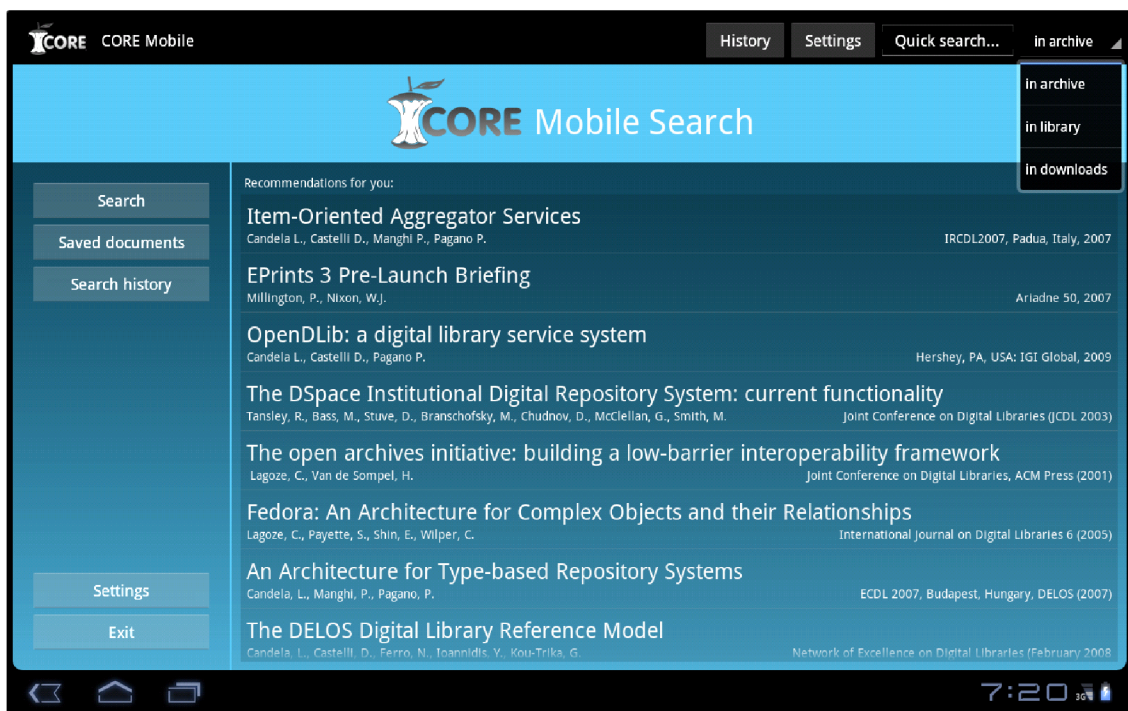 CORE CORE Mobile
History Settings Quick search... in archive
in archive
in library
in downloads
CORE Mobile Search
Search
Saved documents
Search history
Settings
Exit
Recommendations for you:
Item-Oriented Aggregator Services
Candela L., Castelli D., Manghi P., Pagano P. IRCDL2007, Padua, Italy, 2007
EPrints 3 Pre-Launch Briefing
Millington, P., Nixon, W.J. Ariadne 50, 2007
OpenDLib: a digital library service system
Candela L., Castelli D., Pagano P. Hershey, PA, USA: IGI Global, 2009
The DSpace Institutional Digital Repository System: current functionality
Tansley, R., Bass, M., Stuve, D., Branschofsky, M., Chudnov, D., McClellan, G., Smith, M. Joint Conference on Digital Libraries (JCDL 2003)
The open archives initiative: building a low-barrier interoperability framework
Lagoze, C., Van de Sompel, H. Joint Conference on Digital Libraries, ACM Press (2001)
Fedora: An Architecture for Complex Objects and their Relationships
Lagoze, C., Payette, S., Shin, E., Wilper, C. International Journal on Digital Libraries 6 (2005)
An Architecture for Type-based Repository Systems
Candela, L., Manghi, P., Pagano, P. ECDL 2007, Budapest, Hungary, DELOS (2007)
The DELOS Digital Library Reference Model
Candela, L., Castelli, D., Ferro, N., Ioannidis, Y., Kou-Trika, G. Network of Excellence on Digital Libraries (February 2008
7:20 3G